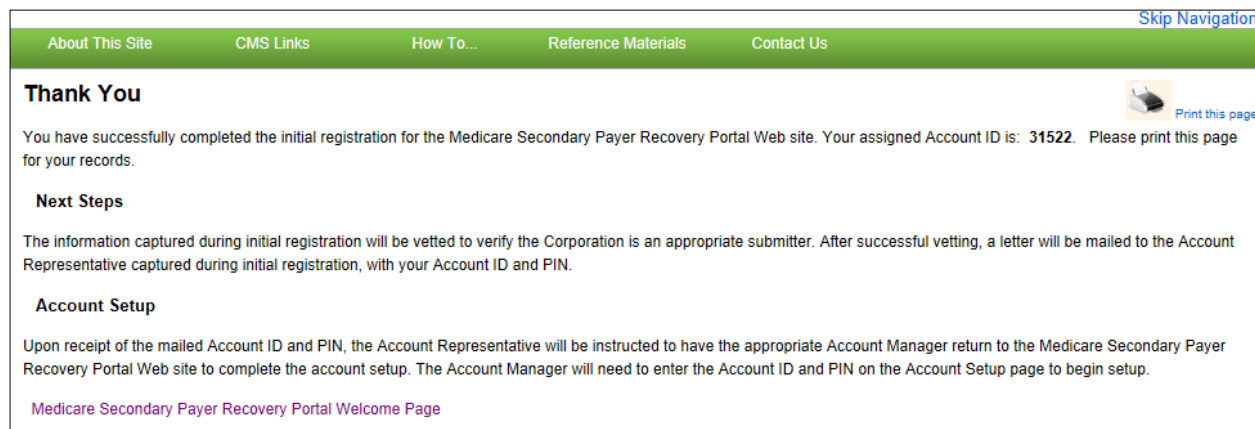 Skip Navigation
About This Site CMS Links How To... Reference Materials Contact Us
Thank You
Print this page
You have successfully completed the initial registration for the Medicare Secondary Payer Recovery Portal Web site. Your assigned Account ID is: 31522. Please print this page
for your records.
Next Steps
The information captured during initial registration will be vetted to verify the Corporation is an appropriate submitter. After successful vetting, a letter will be mailed to the Account
Representative captured during initial registration, with your Account ID and PIN.
Account Setup
Upon receipt of the mailed Account ID and PIN, the Account Representative will be instructed to have the appropriate Account Manager return to the Medicare Secondary Payer
Recovery Portal Web site to complete the account setup. The Account Manager will need to enter the Account ID and PIN on the Account Setup page to begin setup.
Medicare Secondary Payer Recovery Portal Welcome Page